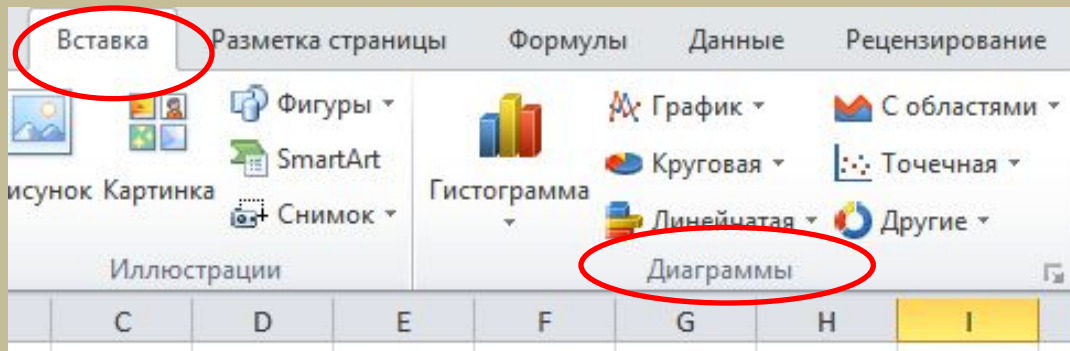 Вставка Разметка страницы Формулы Данные Рецензирование
Фигуры График С областями
SmartArt Круговая Точечная
исунок Картинка Гистограмма
Снимок Линейчатая Другие
Иллюстрации Диаграммы
C D E F G H I